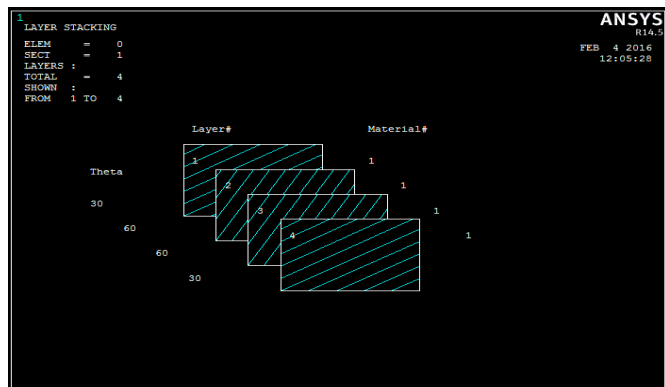 1
LAYER STACKING
ANSYS
R14.5
ELEM = 0
SECT = 1
LAYERS :
TOTAL = 4
SHOWN :
FROM 1 TO 4
FEB 4 2016
12:05:28
Layer#
Material#
Theta
1
1
2
1
30
3
1
60
4
1
60
30